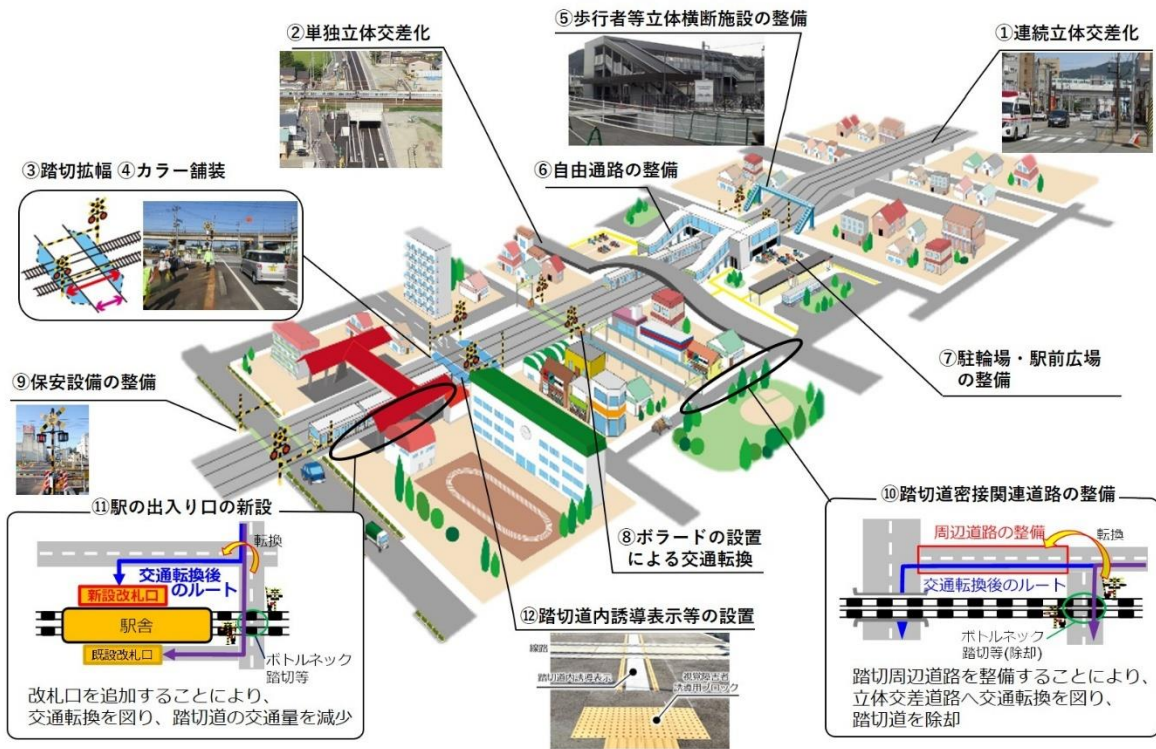 ⑤歩行者等立体横断施設の整備
②単独立体交差化
①連続立体交差化
③踏切拡幅 ④カラー舗装
⑥自由通路の整備
⑦駐輪場・駅前広場
の整備
⑨保安設備の整備
⑪駅の出入り口の新設
転換
交通転換後
のルート
新設改札口
駅舎
既設改札口
ボトルネック
踏切等
改札口を追加することにより、
交通転換を図り、踏切道の交通量を減少
⑧ボラードの設置
による交通転換
⑫踏切道内誘導表示等の設置
線路
踏切道内誘導表示
視覚障害者
誘導用ブロック
⑩踏切道密接関連道路の整備
周辺道路の整備
転換
交通転換後のルート
ボトルネック
踏切等(除却)
踏切周辺道路を整備することにより、
立体交差道路へ交通転換を図り、
踏切道を除却